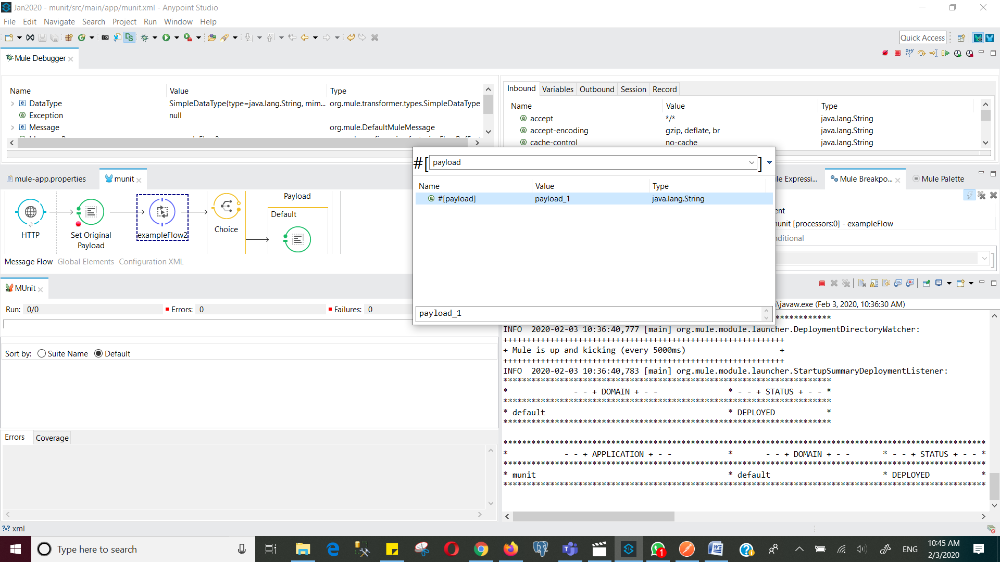 Jan2020 - munit/src/main/app/munit.xml - Anypoint Studio
File Edit Navigate Search Project Run Window Help
Quick Access
Mule Debugger
Name Value Type
DataType SimpleDataType{type=java.lang.String, mim... org.mule.transformer.types.SimpleDataType
Exception null
Message org.mule.DefaultMuleMessage
Inbound Variables Outbound Session Record
Name Value Type
accept */* java.lang.String
accept-encoding gzip, deflate, br java.lang.String
cache-control no-cache java.lang.String
#[ payload ]
Name Value Type
#[payload] payload_1 java.lang.String
payload_1
mule-app.properties munit
le Expressi... Mule Breakpo... Mule Palette
HTTP
Set Original
Payload
exampleFlow2
Choice
Payload
Default
Message Flow Global Elements Configuration XML
ent
unit [processors:0] - exampleFlow
ditional
]
MUnit
Run: 0/0 Errors: 0 Failures: 0
Sort by: Suite Name Default
Errors Coverage
\javaw.exe (Feb 3, 2020, 10:36:30 AM)
************
INFO 2020-02-03 10:36:40,777 [main] org.mule.module.launcher.DeploymentDirectoryWatcher:
++++++++++++++++++++++++++++++++++++++++++++++++++++++++++++
+ Mule is up and kicking (every 5000ms) +
++++++++++++++++++++++++++++++++++++++++++++++++++++++++++++
INFO 2020-02-03 10:36:40,783 [main] org.mule.module.launcher.StartupSummaryDeploymentListener:
**********************************************************************
* - - + DOMAIN + - - * - - + STATUS + - - *
**********************************************************************
* default * DEPLOYED *
**********************************************************************
*******************************************************************************************************
* - - + APPLICATION + - - * - - + DOMAIN + - - * - - + STATUS + - - *
*******************************************************************************************************
* munit * default * DEPLOYED *
*******************************************************************************************************
xml
Type here to search
1
ENG
10:45 AM
2/3/2020